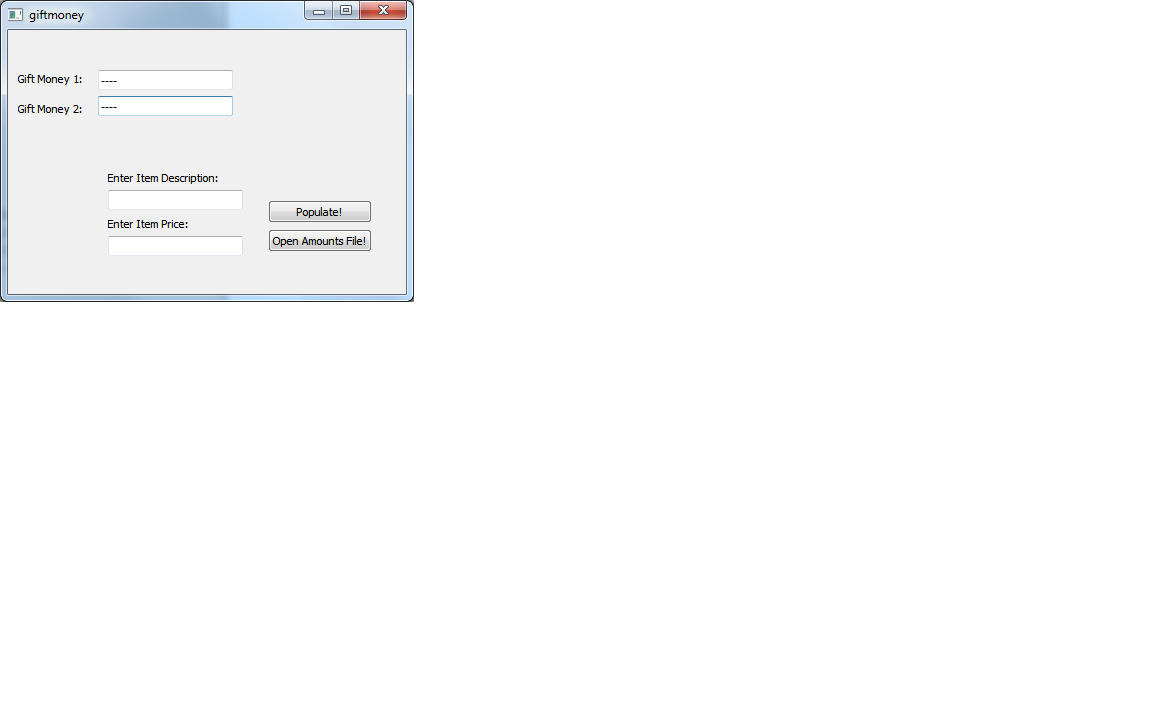 giftmoney
Gift Money 1: ----
Gift Money 2: ----
Enter Item Description:
Populate!
Enter Item Price:
Open Amounts File!